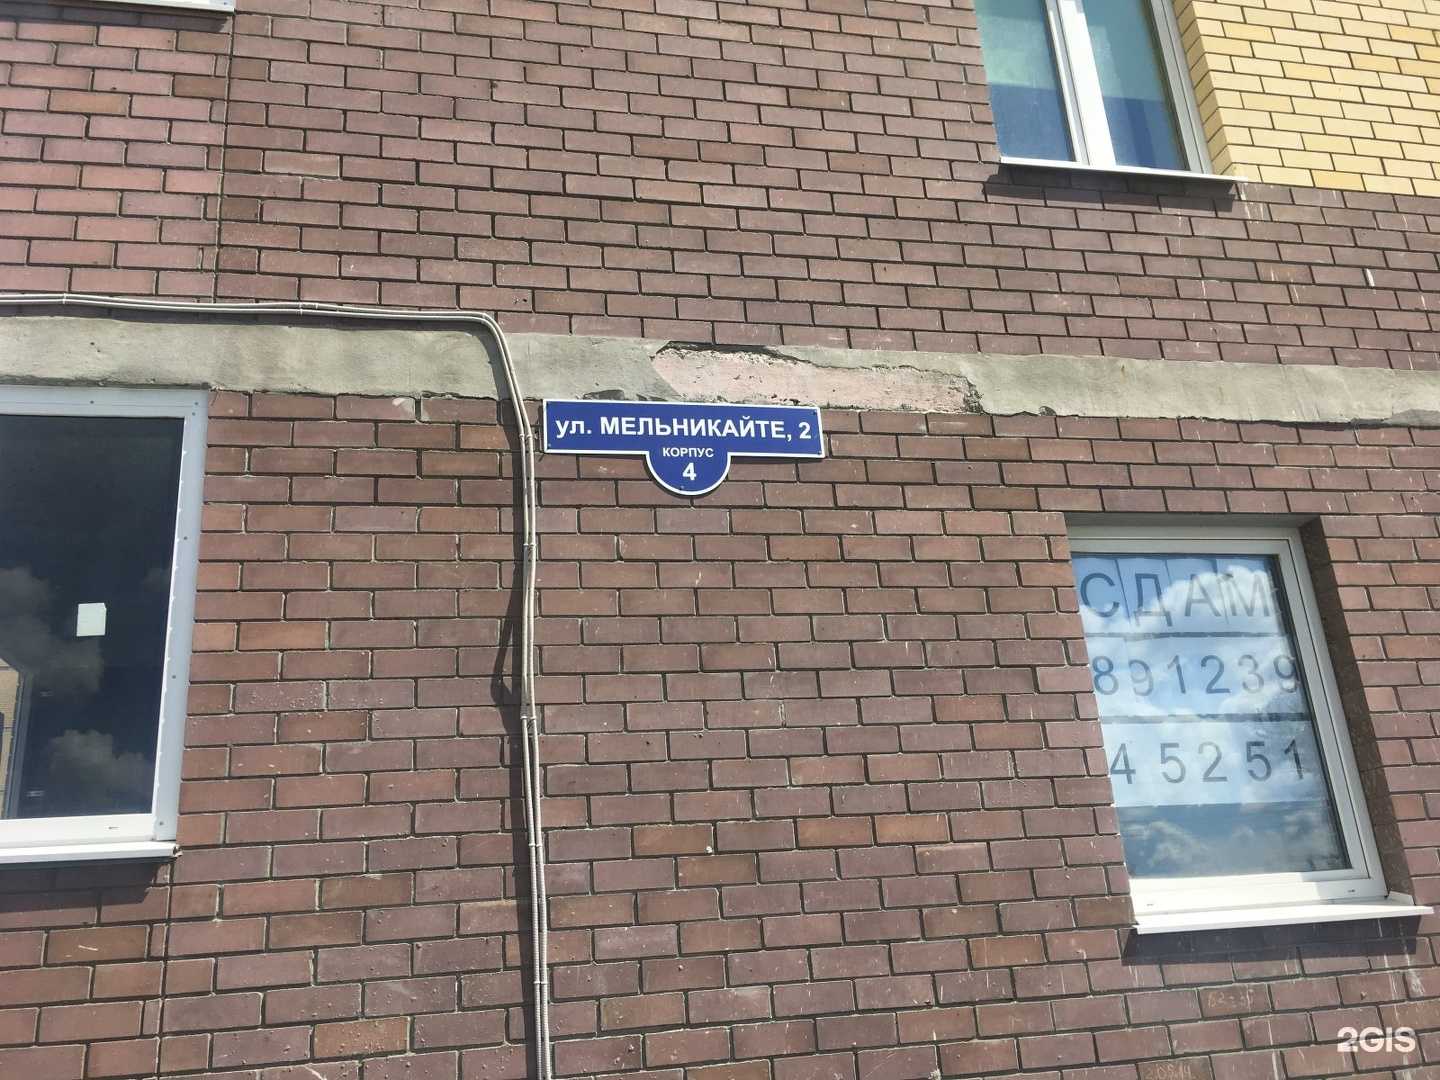 ул. МЕЛЬНИКАЙТЕ, 2
КОРПУС
4
СДАМ
891239
45251
2GIS